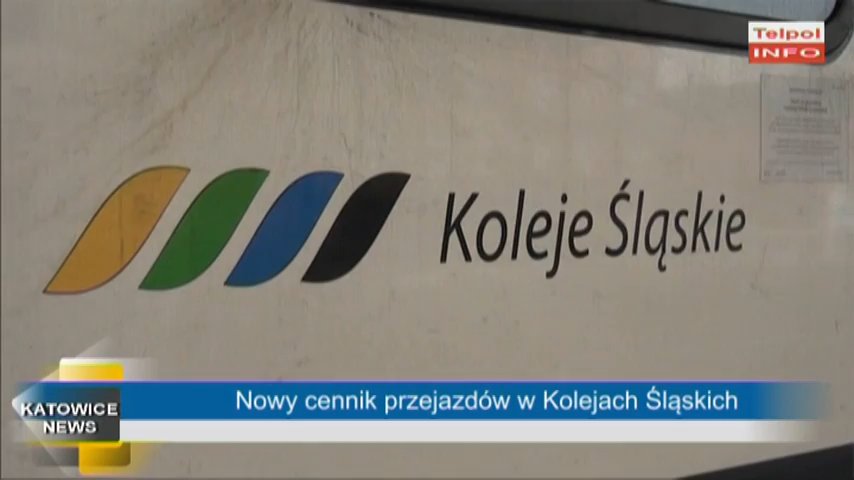 Telpol
INFO
Koleje Śląskie
Nowy cennik przejazdów w Kolejach Śląskich
KATOWICE
NEWS